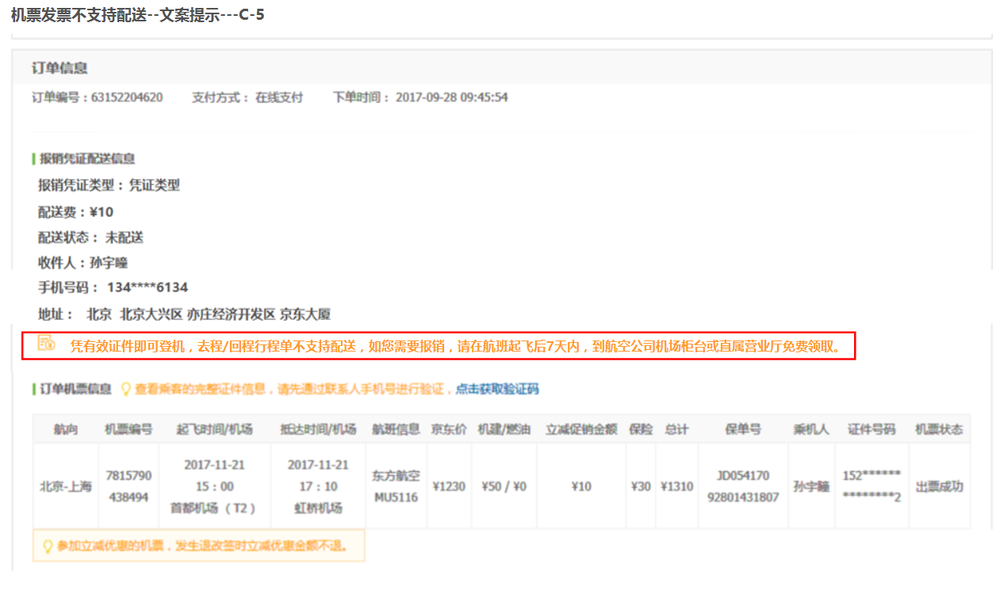 机票发票不支持配送--文案提示---C-5
订单信息
订单编号：63152204620 支付方式： 在线支付 下单时间： 2017-09-28 09:45:54
报销凭证配送信息
报销凭证类型： 凭证类型
配送费：¥10
配送状态： 未配送
收件人：孙宇瞳
手机号码： 134****6134
地址： 北京 北京大兴区 亦庄经济开发区 京东大厦
凭有效证件即可登机，去程/回程行程单不支持配送，如您需要报销，请在航班起飞后7天内，到航空公司机场柜台或直属营业厅免费领取。
订单机票信息 查看乘客的完整证件信息，请先通过联系人手机号进行验证，点击获取验证码
航向 机票编号 起飞时间/机场 抵达时间/机场 航班信息 京东价 机建/燃油 立减促销金额 保险 总计 保单号 乘机人 证件号码 机票状态
北京-上海 7815790 2017-11-21 2017-11-21 东方航空 ¥1230 ¥50 / ¥0 ¥10 ¥30 ¥1310 JD054170 孙宇瞳 152****** 出票成功
438494 15：00 17：10 MU5116 92801431807 ********2
首都机场 （T2） 虹桥机场
参加立减优惠的机票，发生退改签时立减优惠金额不退。